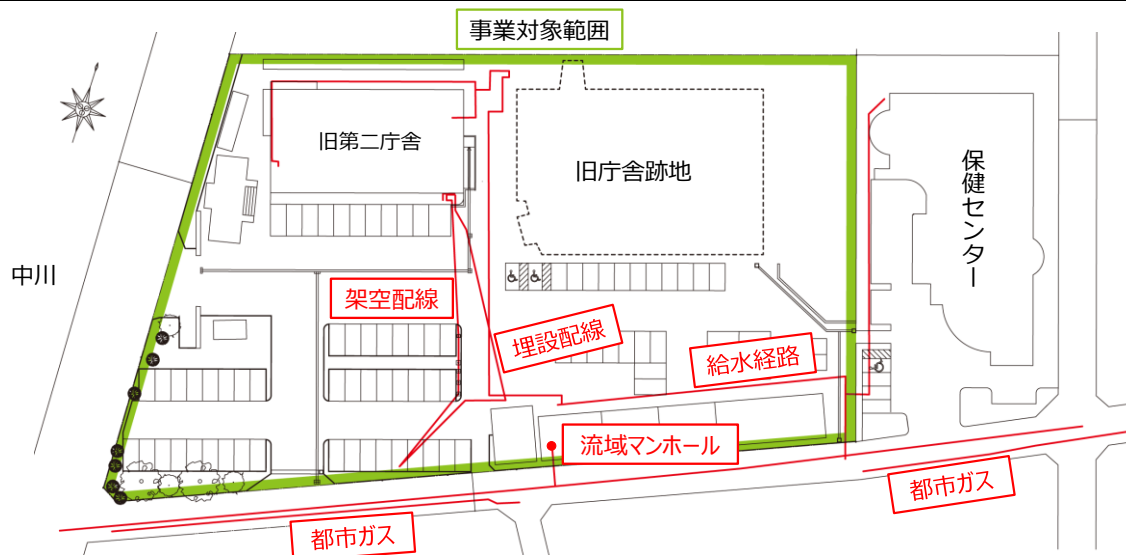 事業対象範囲
旧第二庁舎
旧庁舎跡地
保健センター
中川
架空配線
埋設配線
給水経路
流域マンホール
都市ガス
都市ガス